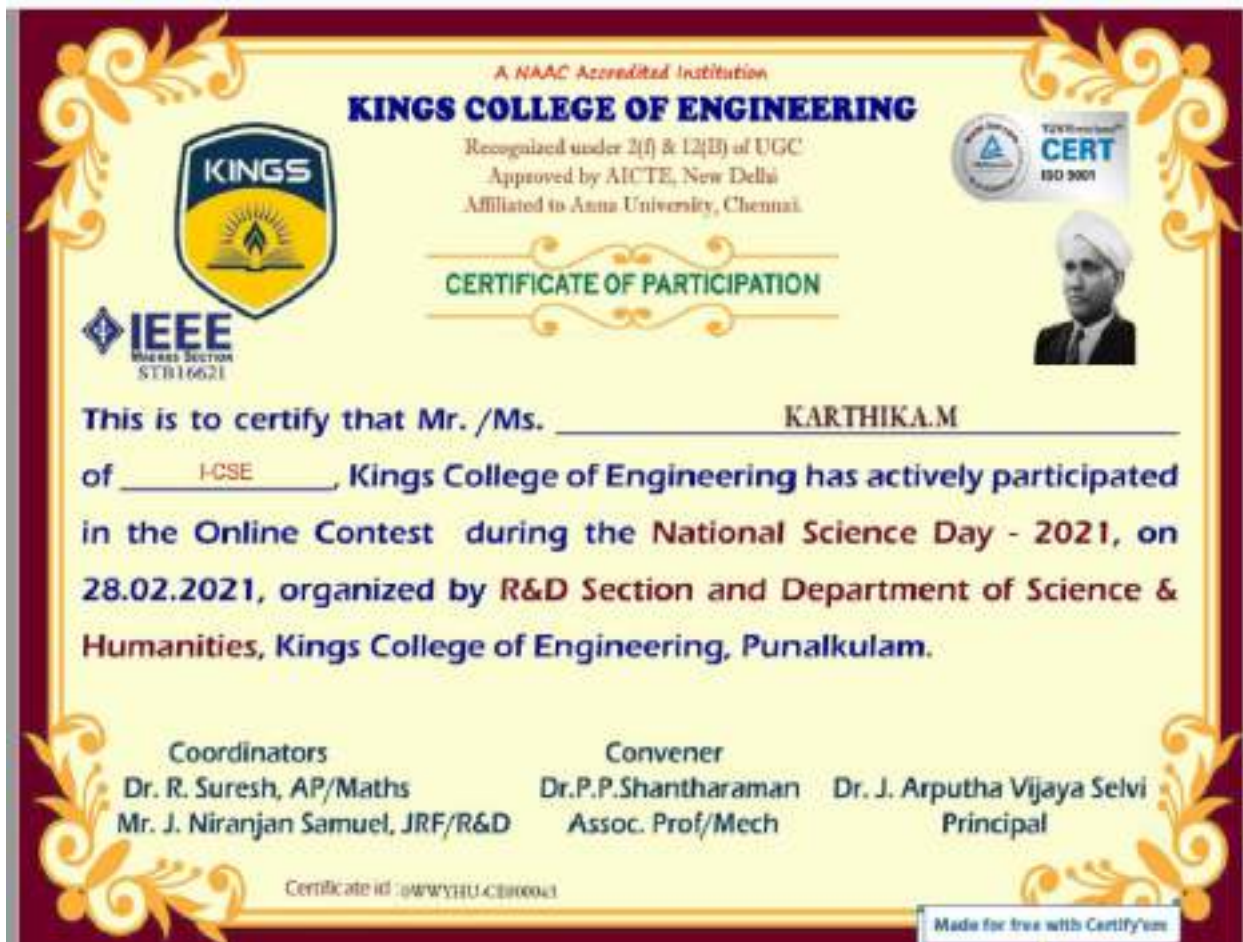 A NAAC Accredited Institution
KINGS COLLEGE OF ENGINEERING
Recognized under 2(f) & 12(B) of UGC
Approved by AICTE, New Delhi
Affiliated to Anna University, Chennai.
KINGS
CERT
ISO 9001
CERTIFICATE OF PARTICIPATION
IEEE
MADRAS SECTION
STB16621
This is to certify that Mr. /Ms. KARTHIKA.M
of I-CSE, Kings College of Engineering has actively participated
in the Online Contest during the National Science Day - 2021, on
28.02.2021, organized by R&D Section and Department of Science &
Humanities, Kings College of Engineering, Punalkulam.
Coordinators
Dr. R. Suresh, AP/Maths
Mr. J. Niranjan Samuel, JRF/R&D
Convener
Dr.P.P.Shantharaman
Assoc. Prof/Mech
Dr. J. Arputha Vijaya Selvi
Principal
Certificate id :
Made for free with Certify'em